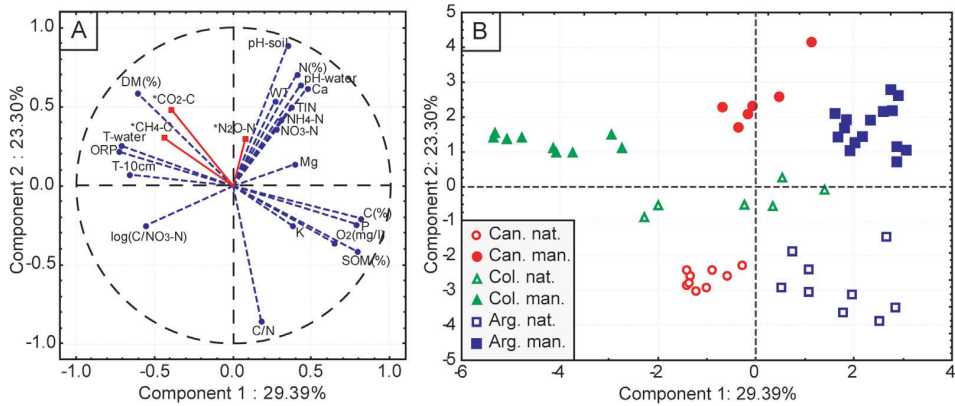 A
1.0
0.5
0.0
-0.5
-1.0
-1.0
-0.5
0.0
0.5
1.0
Component 2 : 23.30%
Component 1 : 29.39%
pH-soil
N(%)
pH-water
Ca
WT
TIN
NH4-N
NO3-N
DM(%)
*CO2-C
*CH4-C
*N2O-N
T-water
ORP
T-10cm
Mg
log(C/NO3-N)
K
C(%)
P
O2(mg/l)
SOM(%)
C/N
B
5
4
3
2
1
0
-1
-2
-3
-4
-5
-6
-4
-2
0
2
4
Component 2: 23.30%
Component 1: 29.39%
Can. nat.
Can. man.
Col. nat.
Col. man.
Arg. nat.
Arg. man.